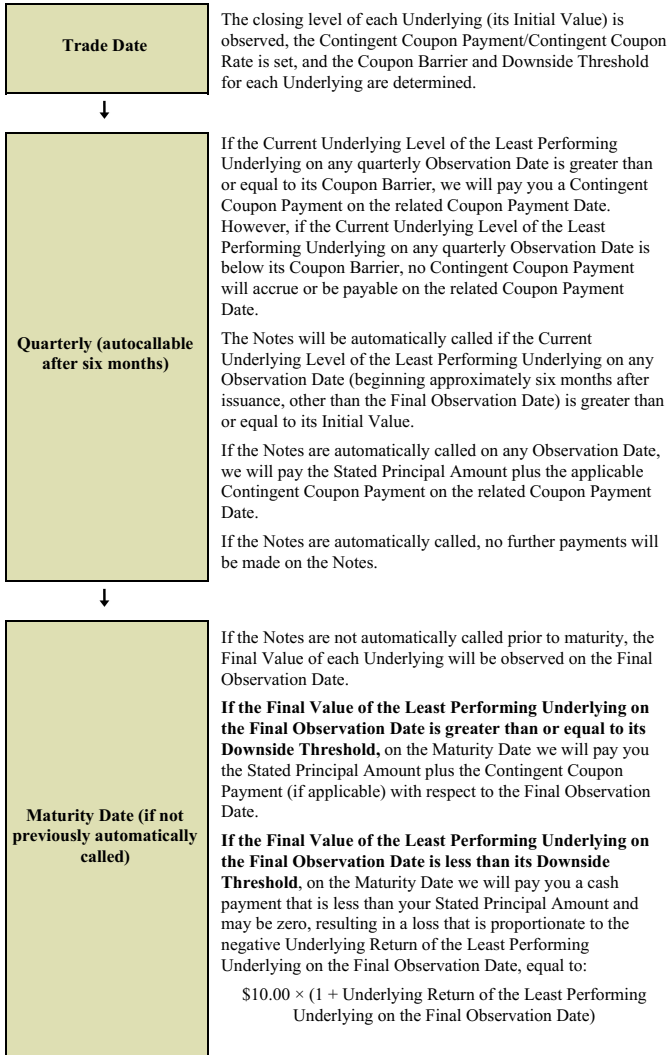 Trade Date
The closing level of each Underlying (its Initial Value) is
observed, the Contingent Coupon Payment/Contingent Coupon
Rate is set, and the Coupon Barrier and Downside Threshold
for each Underlying are determined.
↓
Quarterly (autocallable
after six months)
If the Current Underlying Level of the Least Performing
Underlying on any quarterly Observation Date is greater than
or equal to its Coupon Barrier, we will pay you a Contingent
Coupon Payment on the related Coupon Payment Date.
However, if the Current Underlying Level of the Least
Performing Underlying on any quarterly Observation Date is
below its Coupon Barrier, no Contingent Coupon Payment
will accrue or be payable on the related Coupon Payment
Date.
The Notes will be automatically called if the Current
Underlying Level of the Least Performing Underlying on any
Observation Date (beginning approximately six months after
issuance, other than the Final Observation Date) is greater than
or equal to its Initial Value.
If the Notes are automatically called on any Observation Date,
we will pay the Stated Principal Amount plus the applicable
Contingent Coupon Payment on the related Coupon Payment
Date.
If the Notes are automatically called, no further payments will
be made on the Notes.
↓
Maturity Date (if not
previously automatically
called)
If the Notes are not automatically called prior to maturity, the
Final Value of each Underlying will be observed on the Final
Observation Date.
If the Final Value of the Least Performing Underlying on
the Final Observation Date is greater than or equal to its
Downside Threshold, on the Maturity Date we will pay you
the Stated Principal Amount plus the Contingent Coupon
Payment (if applicable) with respect to the Final Observation
Date.
If the Final Value of the Least Performing Underlying on
the Final Observation Date is less than its Downside
Threshold, on the Maturity Date we will pay you a cash
payment that is less than your Stated Principal Amount and
may be zero, resulting in a loss that is proportionate to the
negative Underlying Return of the Least Performing
Underlying on the Final Observation Date, equal to:
$10.00 × (1 + Underlying Return of the Least Performing
Underlying on the Final Observation Date)